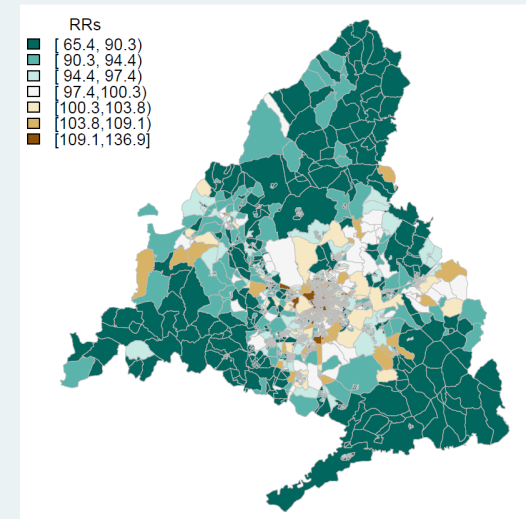 RRs
[ 65.4, 90.3)
[ 90.3, 94.4)
[ 94.4, 97.4)
[ 97.4,100.3)
[100.3,103.8)
[103.8,109.1)
[109.1,136.9]